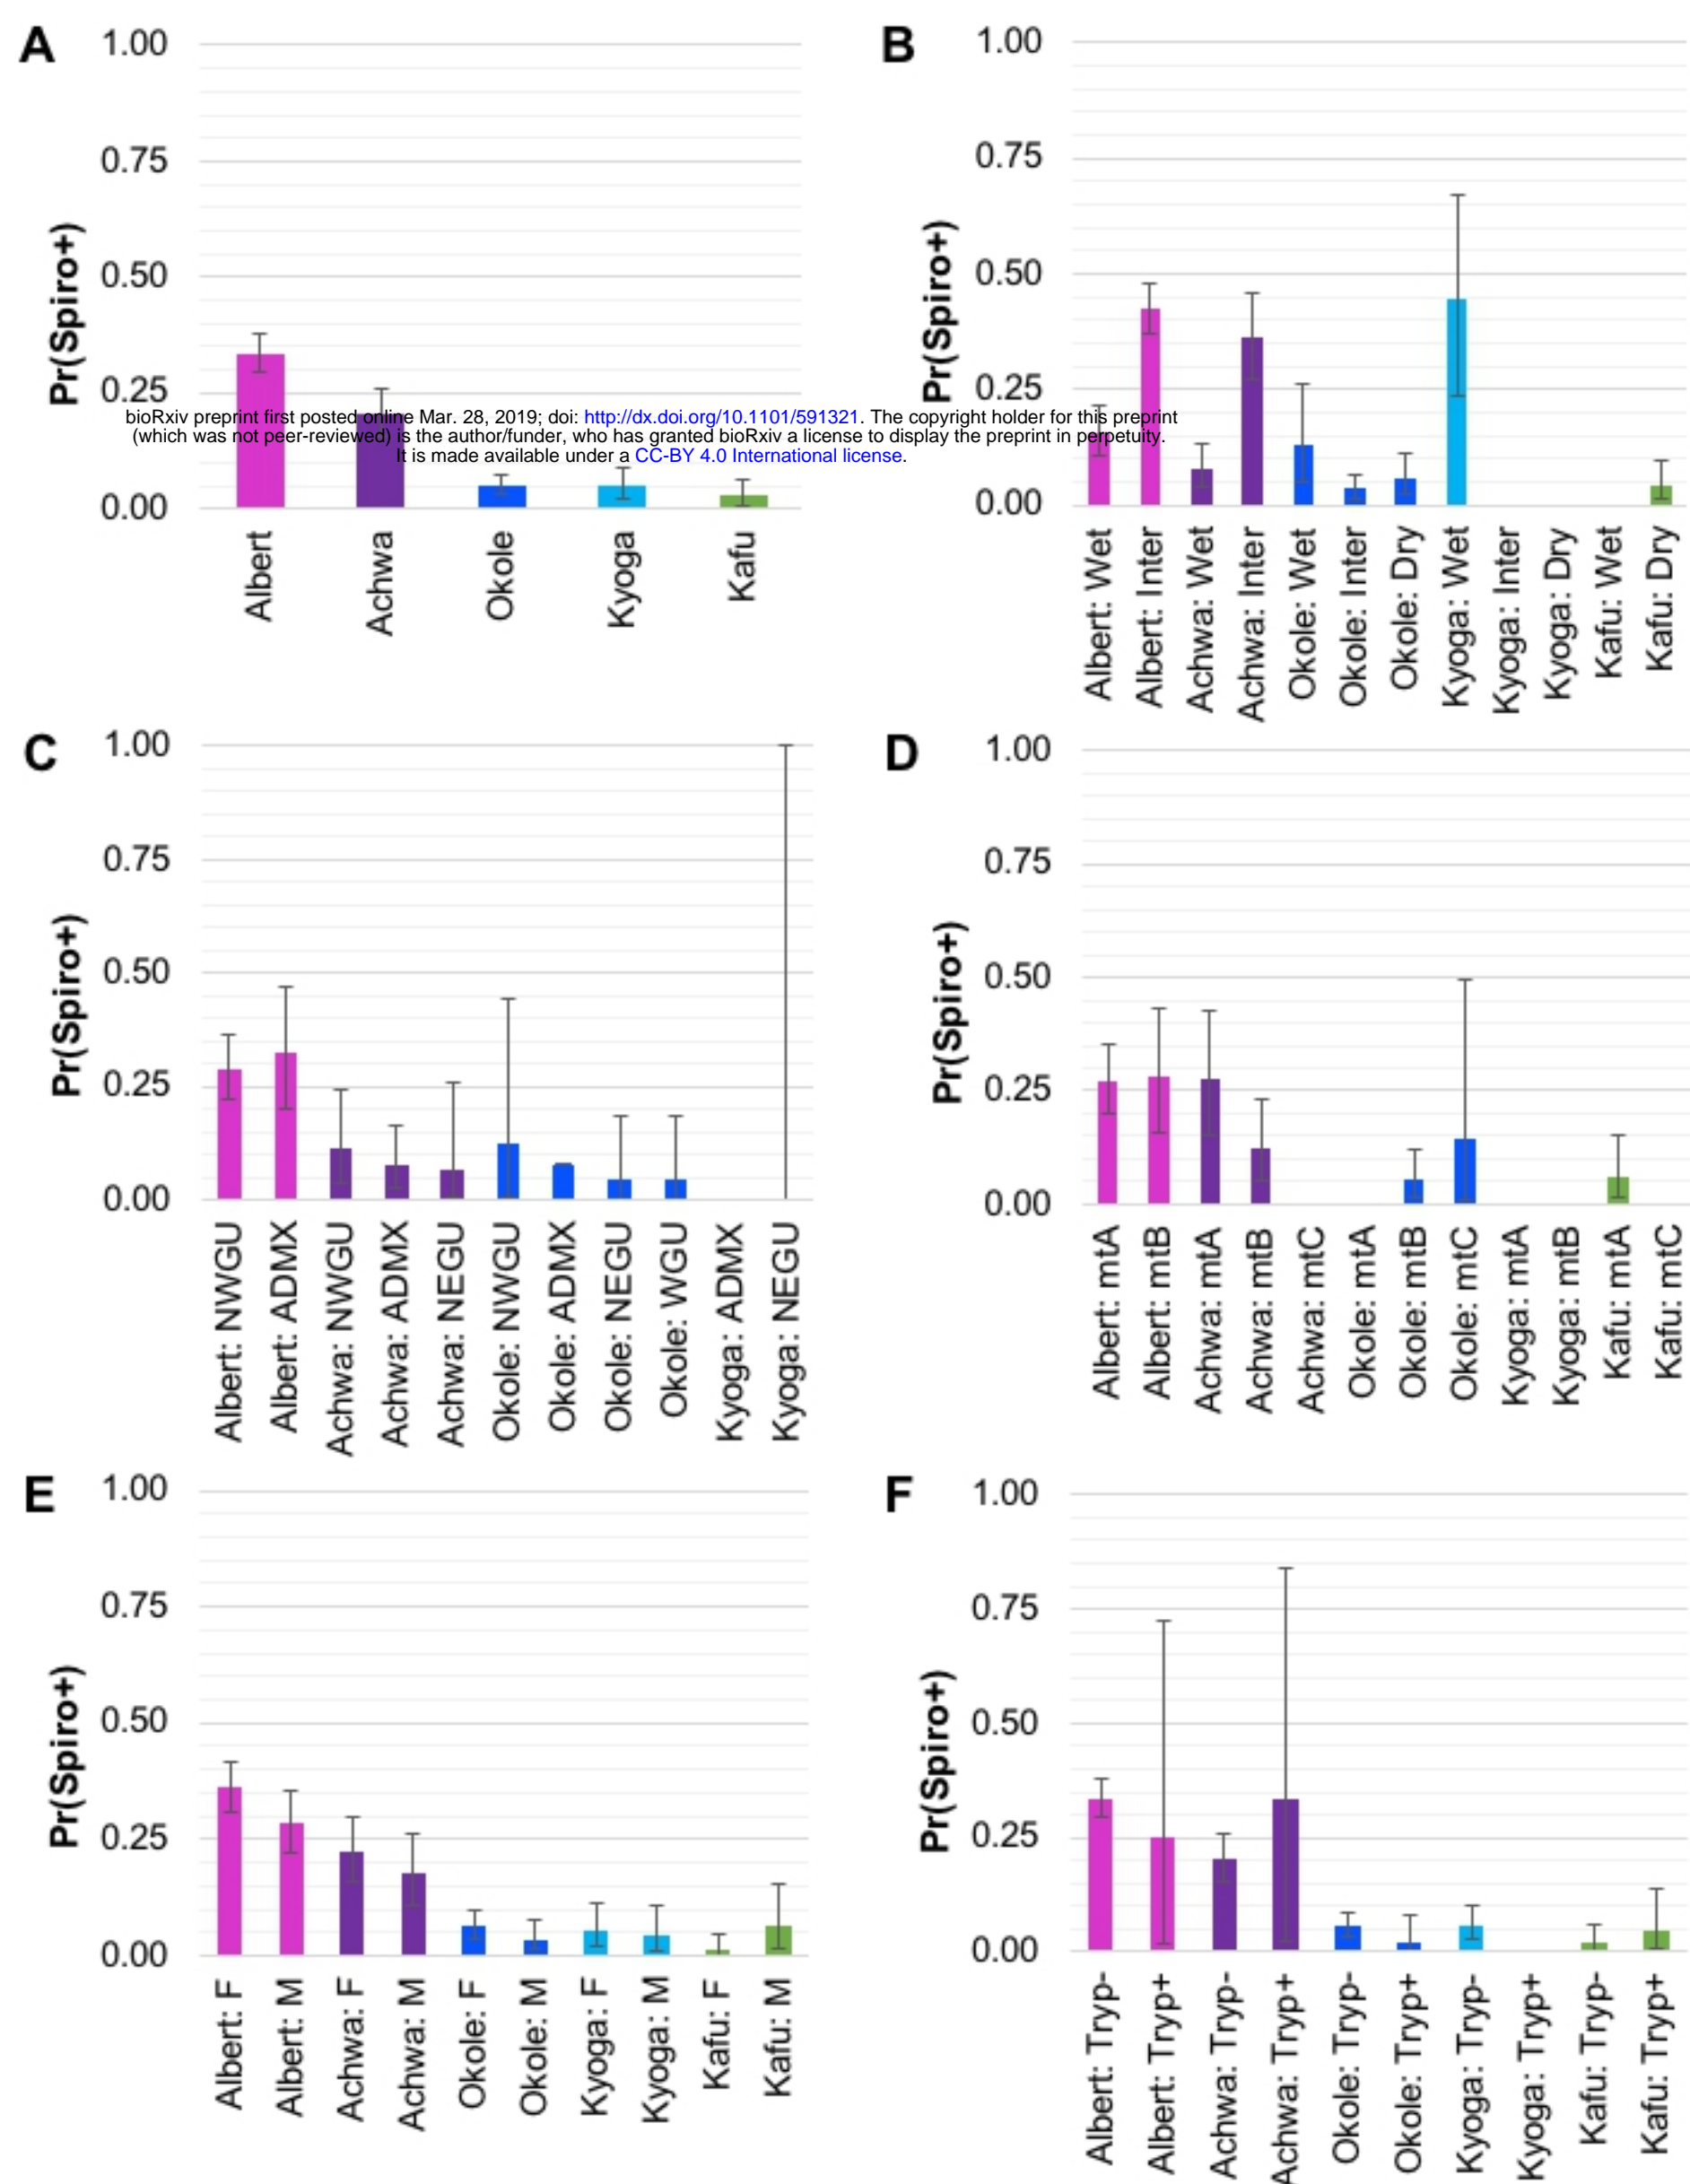 A
1.00
0.75
0.50
0.25
0.00
Pr(Spiro+)
Albert
Achwa
Okole
Kyoga
Kafu
B
1.00
0.75
0.50
0.25
0.00
Pr(Spiro+)
Albert: Wet
Albert: Inter
Achwa: Wet
Achwa: Inter
Okole: Wet
Okole: Inter
Okole: Dry
Kyoga: Wet
Kyoga: Inter
Kyoga: Dry
Kafu: Wet
Kafu: Dry
bioRxiv preprint first posted online Mar. 28, 2019; doi: http://dx.doi.org/10.1101/591321. The copyright holder for this preprint
(which was not peer-reviewed) is the author/funder, who has granted bioRxiv a license to display the preprint in perpetuity.
It is made available under a CC-BY 4.0 International license.
C
1.00
0.75
0.50
0.25
0.00
Pr(Spiro+)
Albert: NWGU
Albert: ADMX
Achwa: NWGU
Achwa: ADMX
Achwa: NEGU
Okole: NWGU
Okole: ADMX
Okole: NEGU
Okole: WGU
Kyoga: ADMX
Kyoga: NEGU
D
1.00
0.75
0.50
0.25
0.00
Pr(Spiro+)
Albert: mtA
Albert: mtB
Achwa: mtA
Achwa: mtB
Achwa: mtC
Okole: mtA
Okole: mtB
Okole: mtC
Kyoga: mtA
Kyoga: mtB
Kafu: mtA
Kafu: mtC
E
1.00
0.75
0.50
0.25
0.00
Pr(Spiro+)
Albert: F
Albert: M
Achwa: F
Achwa: M
Okole: F
Okole: M
Kyoga: F
Kyoga: M
Kafu: F
Kafu: M
F
1.00
0.75
0.50
0.25
0.00
Pr(Spiro+)
Albert: Tryp-
Albert: Tryp+
Achwa: Tryp-
Achwa: Tryp+
Okole: Tryp-
Okole: Tryp+
Kyoga: Tryp-
Kyoga: Tryp+
Kafu: Tryp-
Kafu: Tryp+